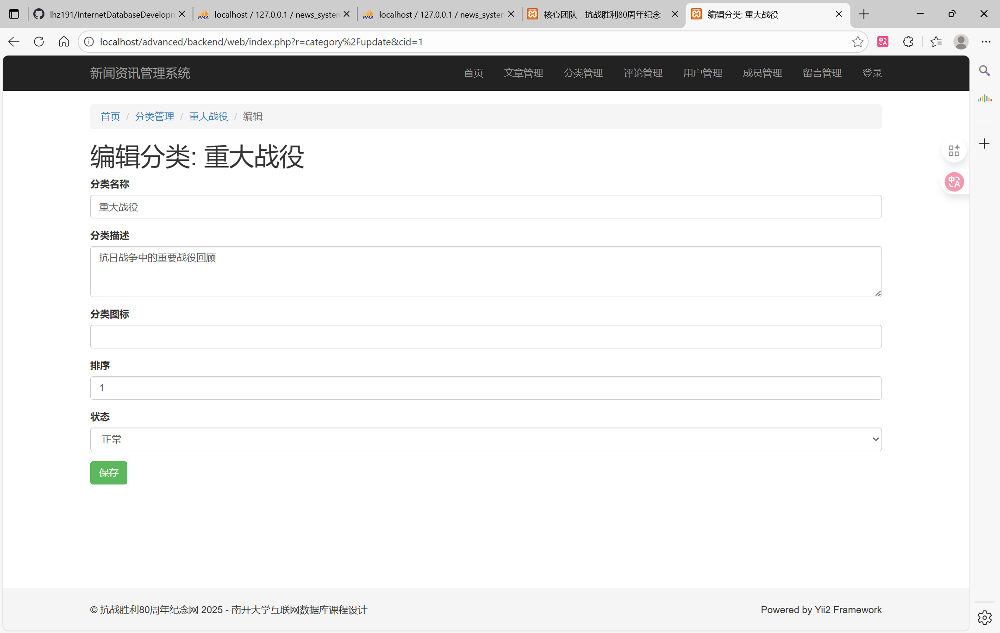 lhz191/InternetDatabaseDevelopm
localhost / 127.0.0.1 / news_system
localhost / 127.0.0.1 / news_system
核心团队 - 抗战胜利80周年纪念
编辑分类: 重大战役
localhost/advanced/backend/web/index.php?r=category%2Fupdate&cid=1
新闻资讯管理系统
首页 文章管理 分类管理 评论管理 用户管理 成员管理 留言管理 登录
首页 / 分类管理 / 重大战役 / 编辑
编辑分类: 重大战役
分类名称
重大战役
分类描述
抗日战争中的重要战役回顾
分类图标
排序
1
状态
正常
保存
© 抗战胜利80周年纪念网 2025 - 南开大学互联网数据库课程设计
Powered by Yii2 Framework